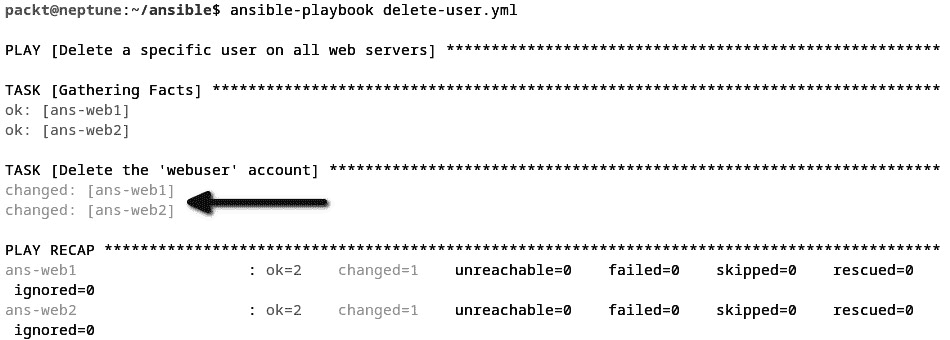 packt@neptune:~/ansible$ ansible-playbook delete-user.yml
PLAY [Delete a specific user on all web servers] *******************************************************
TASK [Gathering Facts] *********************************************************************************
ok: [ans-web1]
ok: [ans-web2]
TASK [Delete the 'webuser' account] ********************************************************************
changed: [ans-web1]
changed: [ans-web2]
PLAY RECAP *********************************************************************************************
ans-web1                   : ok=2    changed=1    unreachable=0    failed=0    skipped=0    rescued=0
 ignored=0
ans-web2                   : ok=2    changed=1    unreachable=0    failed=0    skipped=0    rescued=0
 ignored=0